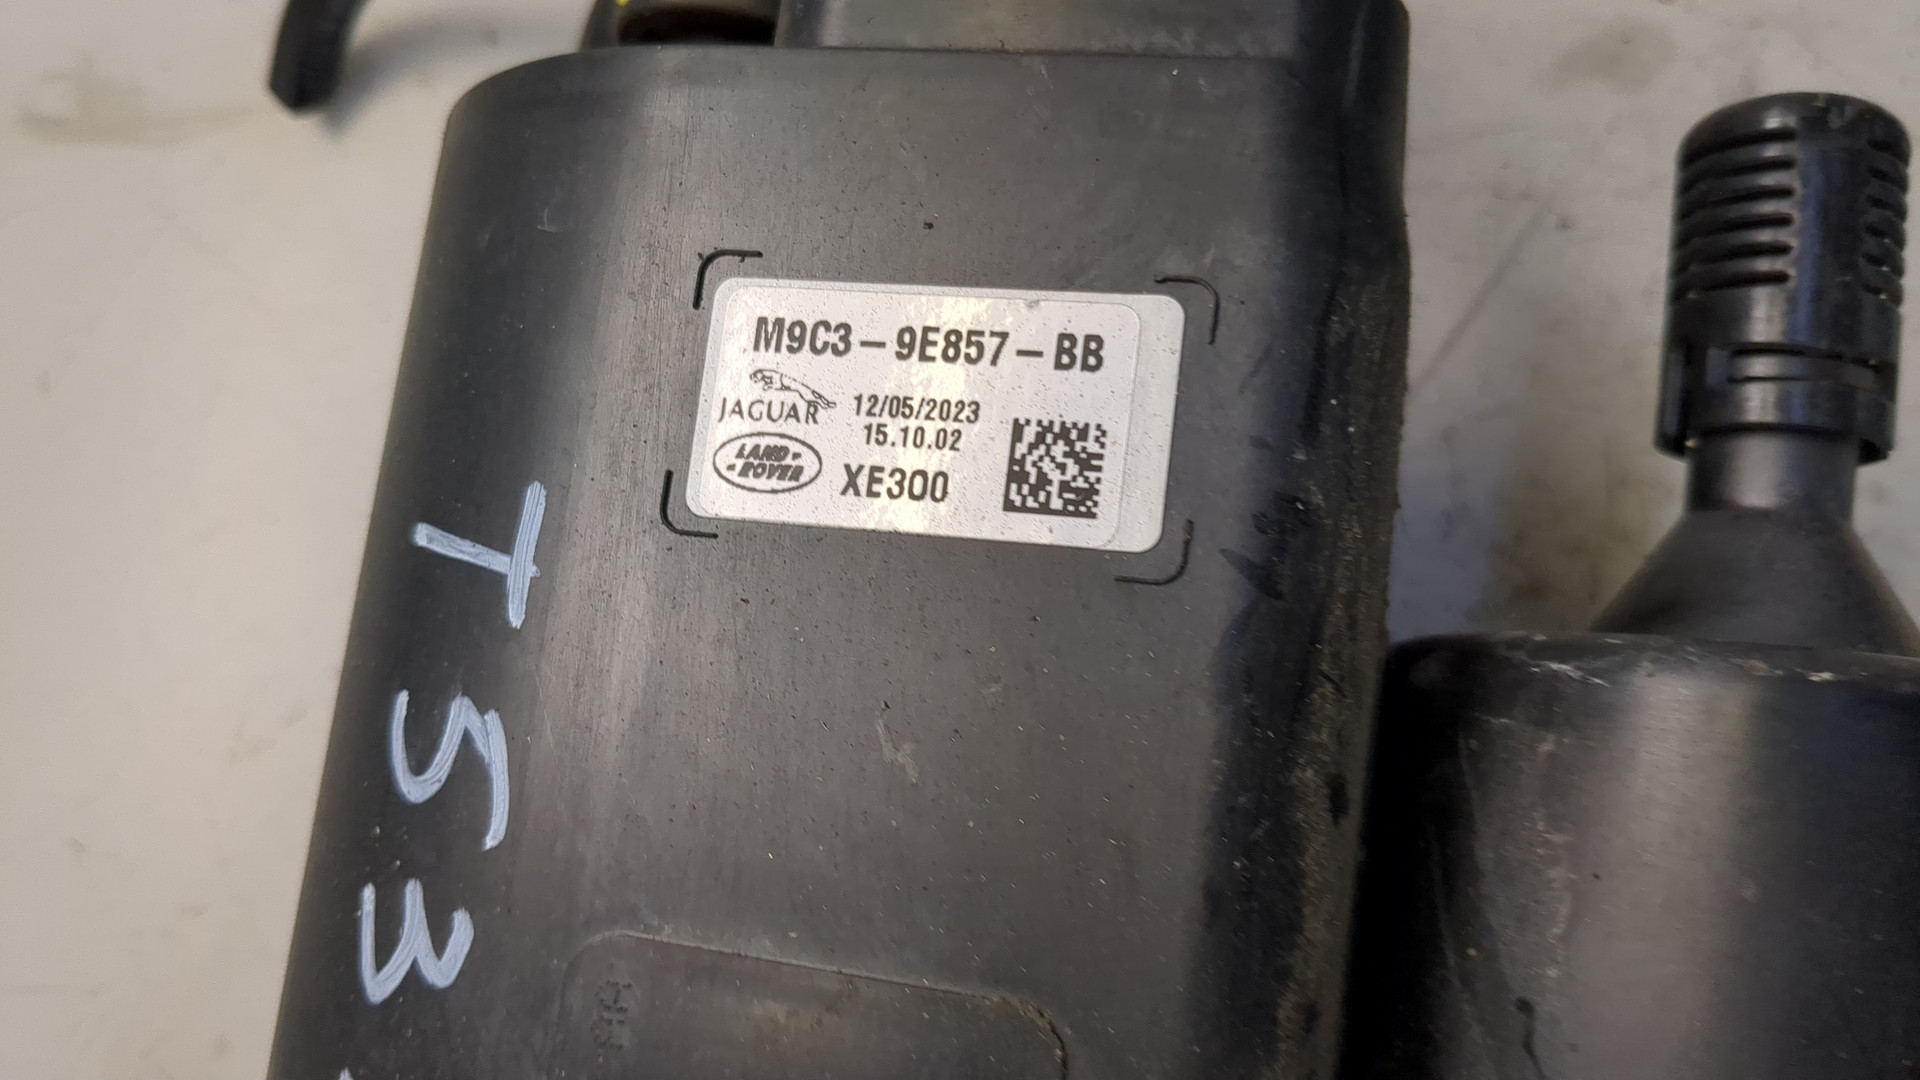 M9C3-9E857-BB
JAGUAR
12/05/2023
15.10.02
LAND-
-ROVER
XE300
T53